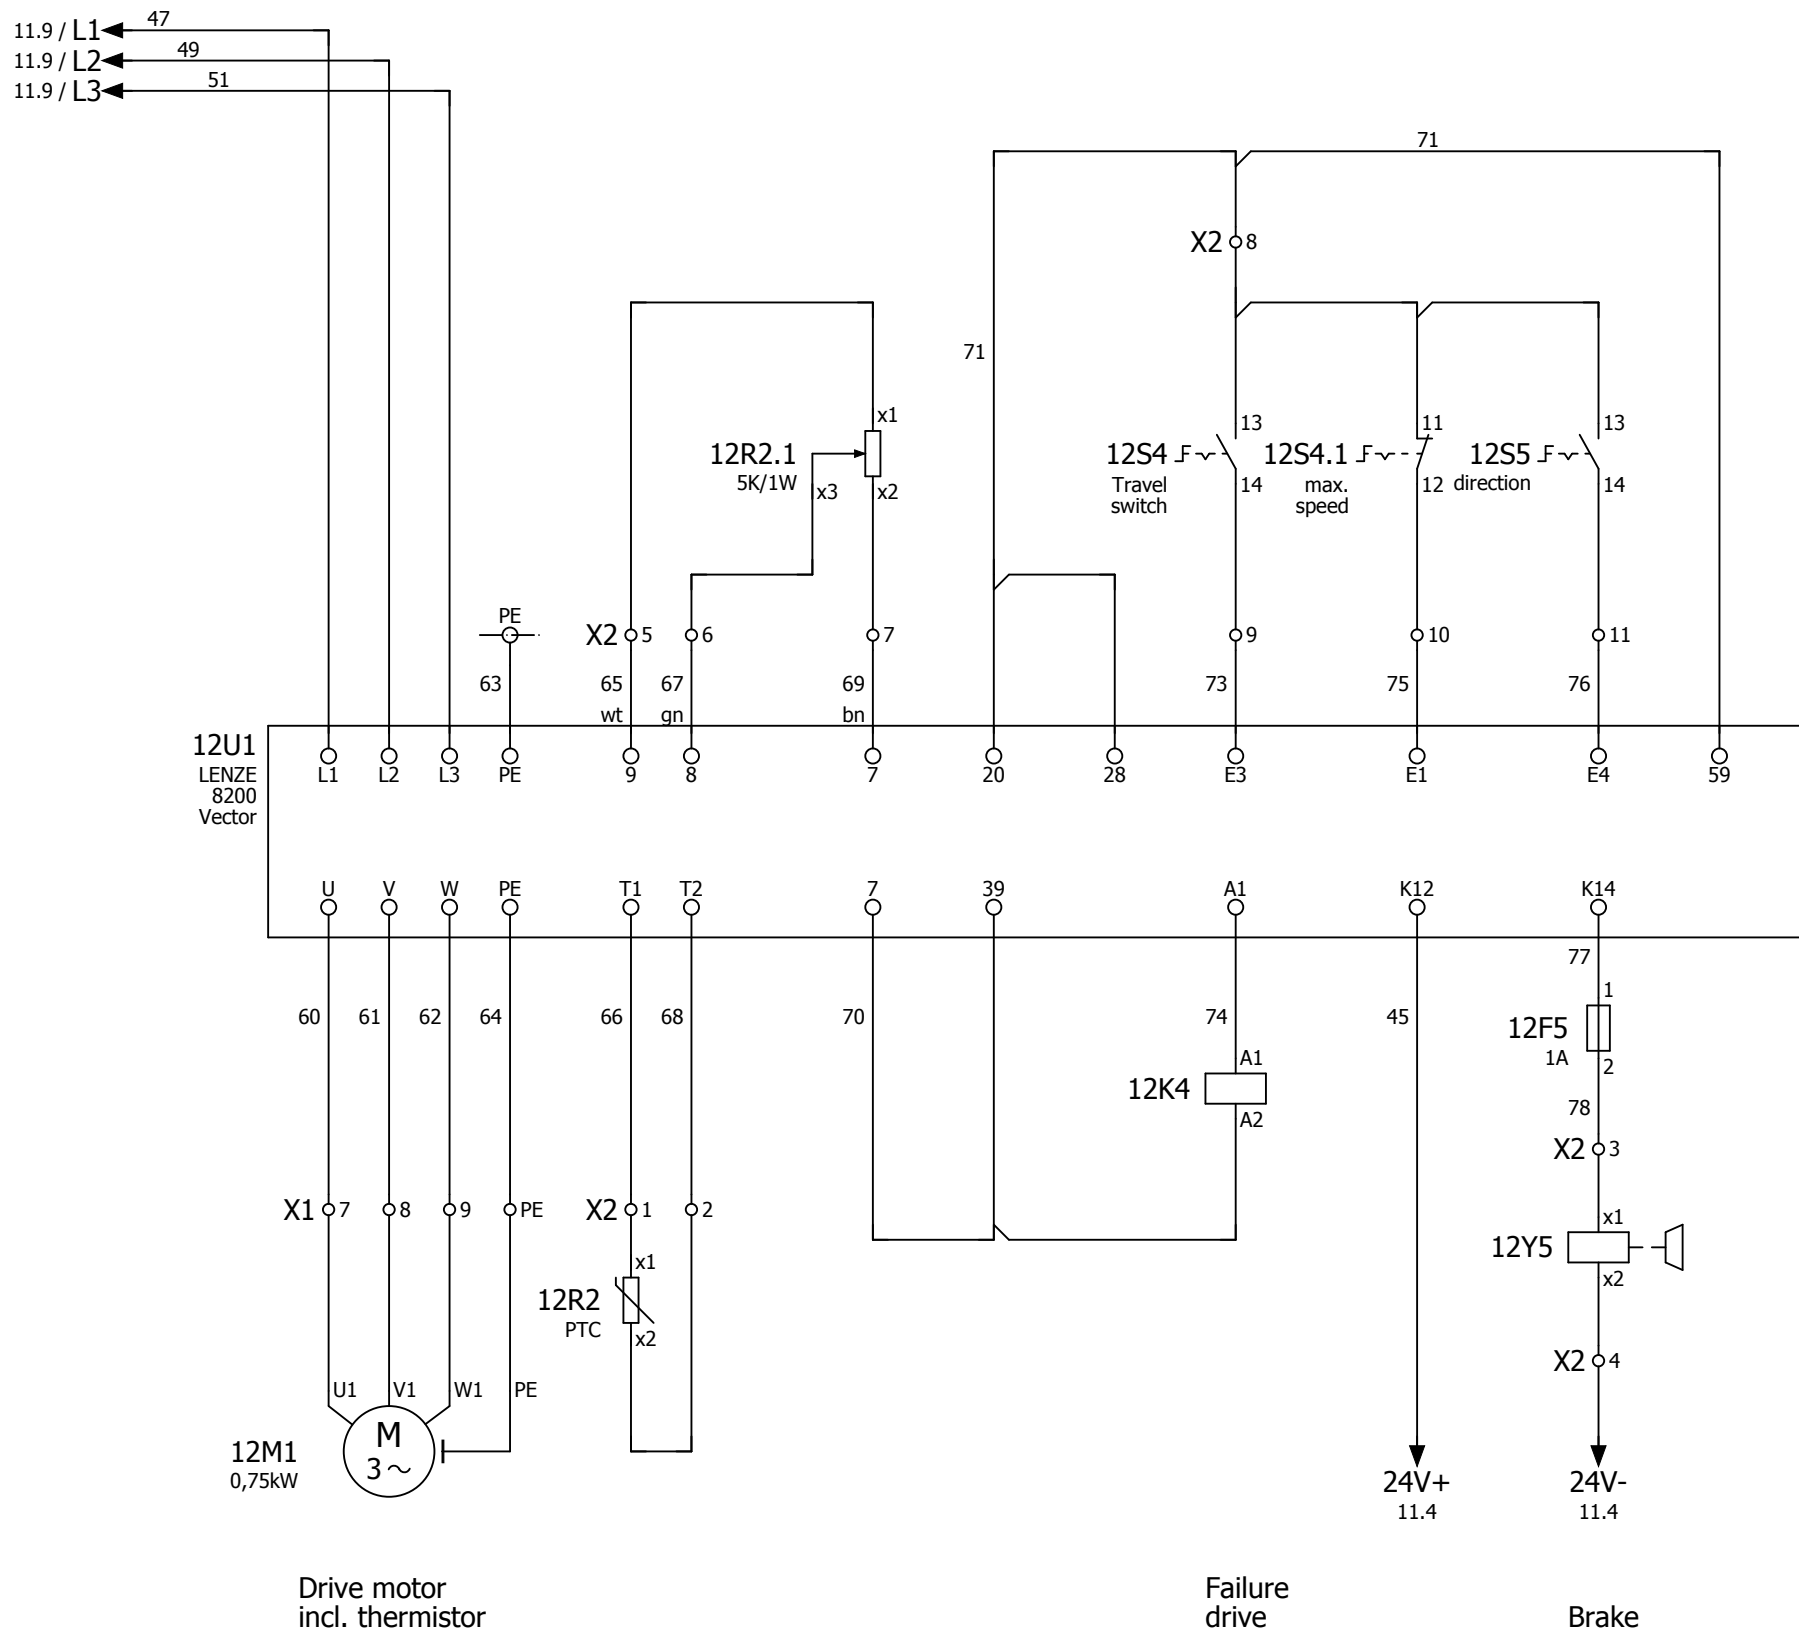 47
11.9 / L1
49
11.9 / L2
51
11.9 / L3
71
X2 8
71
x1
12R2.1
5K/1W
x3
x2
13
12S4
Travel
switch
14
11
12S4.1
max.
speed
12
13
12S5
direction
14
PE
X2 5
6
7
9
10
11
63
65
67
69
73
75
76
wt
gn
bn
12U1
LENZE
8200
Vector
L1
L2
L3
PE
9
8
7
20
28
E3
E1
E4
59
U
V
W
PE
T1
T2
7
39
A1
K12
K14
77
60
61
62
64
66
68
70
74
45
1
12F5
1A
2
A1
12K4
A2
78
X2 3
X1 7
8
9
PE
X2 1
2
x1
12Y5
x2
x1
12R2
PTC
x2
X2 4
U1
V1
W1
PE
M
3~
12M1
0,75kW
24V+
11.4
24V-
11.4
Drive motor
incl. thermistor
Failure
drive
Brake